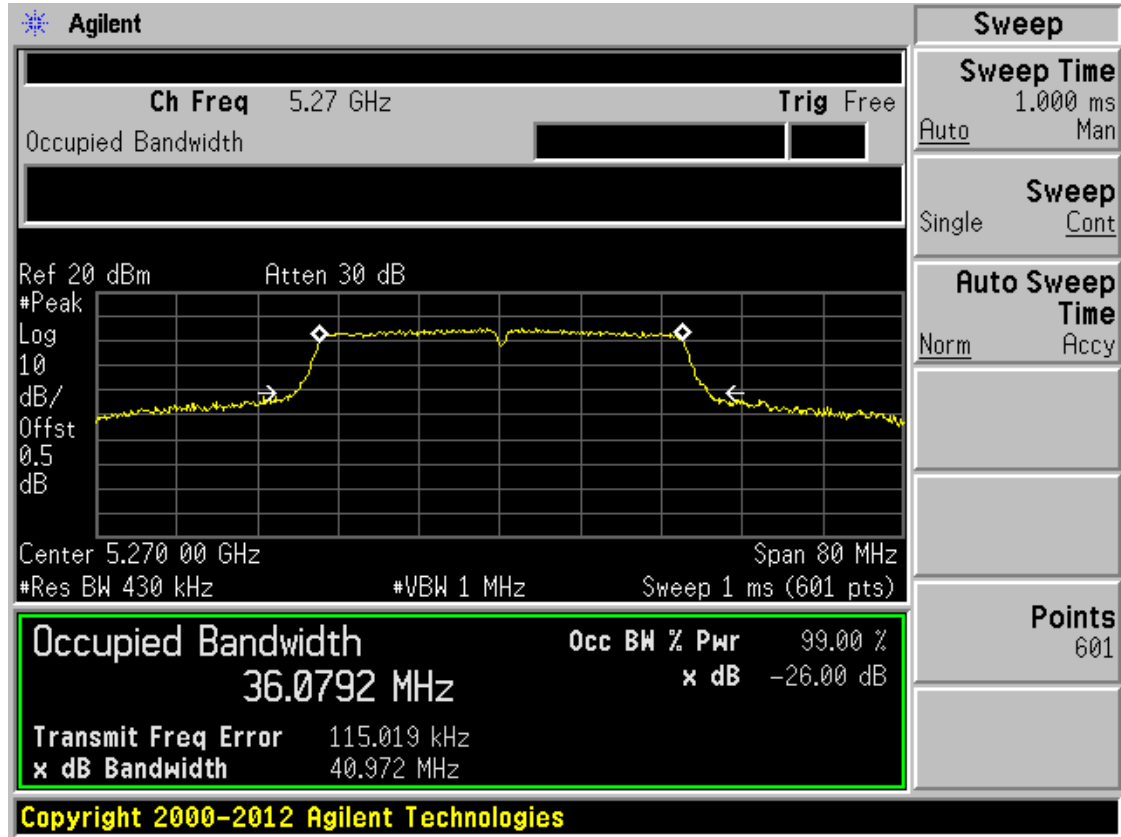 Agilent
Ch Freq 5.27 GHz Trig Free
Occupied Bandwidth
Ref 20 dBm Atten 30 dB
#Peak
Log
10
dB/
Offst
0.5
dB
Center 5.270 00 GHz Span 80 MHz
#Res BW 430 kHz #VBW 1 MHz Sweep 1 ms (601 pts)
Occupied Bandwidth Occ BW % Pwr 99.00 %
36.0792 MHz x dB -26.00 dB
Transmit Freq Error 115.019 kHz
x dB Bandwidth 40.972 MHz
Copyright 2000-2012 Agilent Technologies
Sweep
Sweep Time
1.000 ms
Auto Man
Sweep
Single Cont
Auto Sweep
Time
Norm Accy
Points
601